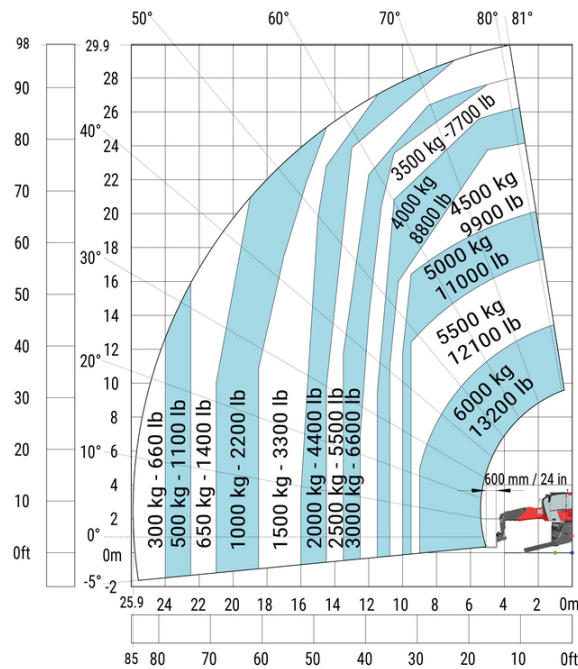 50° 60° 70° 80° 81°
98 29.9
90 28
26
80 40° 24
22
70 20
60 18
30° 16
50 14
40 20° 12
10
30 8
20 10° 6
4
10 2
0° 0m
0ft
-5° -2
3500 kg -7700 lb
4000 kg
8800 lb
4500 kg
9900 lb
5000 kg
11000 lb
5500 kg
12100 lb
6000 kg
13200 lb
600 mm / 24 in
300 kg - 660 lb
500 kg - 1100 lb
650 kg - 1400 lb
1000 kg - 2200 lb
1500 kg - 3300 lb
2000 kg - 4400 lb
2500 kg - 5500 lb
3000 kg - 6600 lb
25.9 24 22 20 18 16 14 12 10 8 6 4 2 0m
85 80 70 60 50 40 30 20 10 0ft